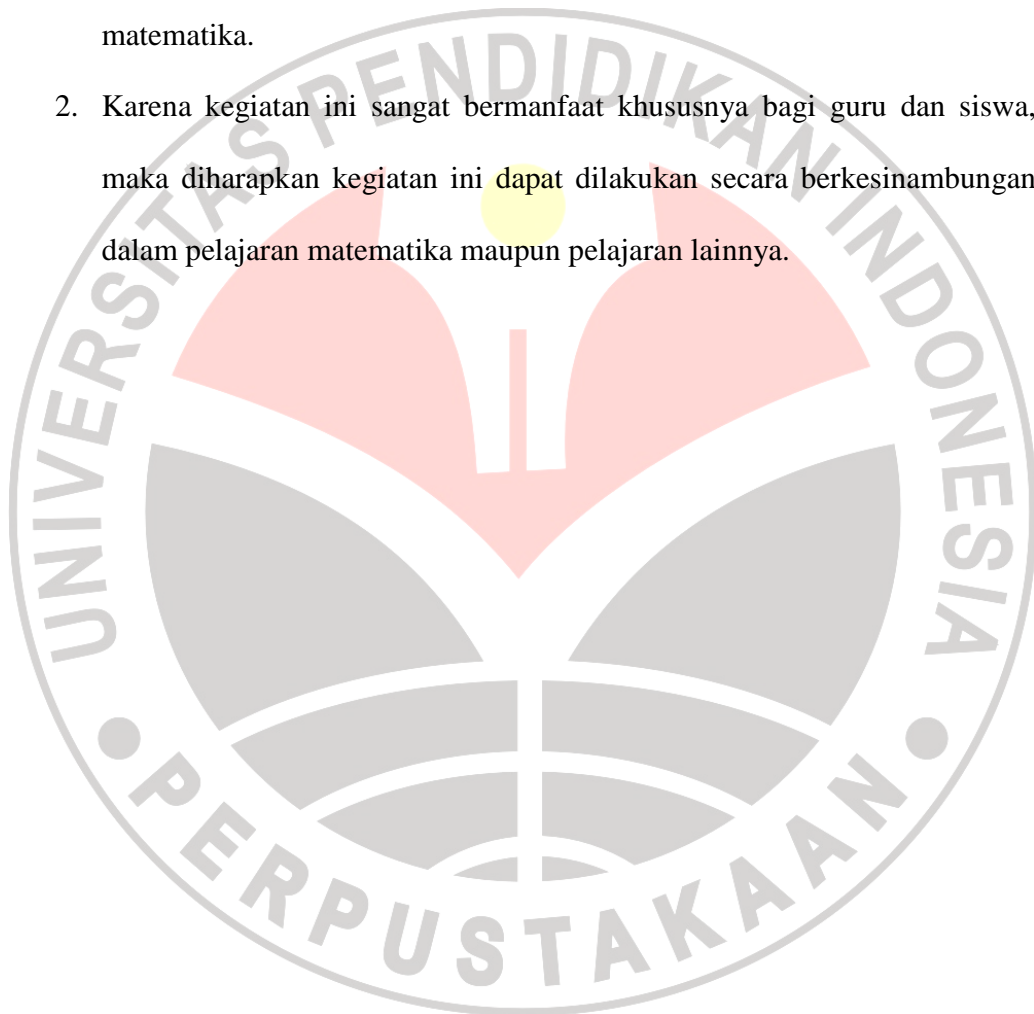 matematika.
2. Karena kegiatan ini sangat bermanfaat khususnya bagi guru dan siswa,
maka diharapkan kegiatan ini dapat dilakukan secara berkesinambungan
dalam pelajaran matematika maupun pelajaran lainnya.
UNIVERSITAS PENDIDIKAN INDONESIA
PERPUSTAKAAN